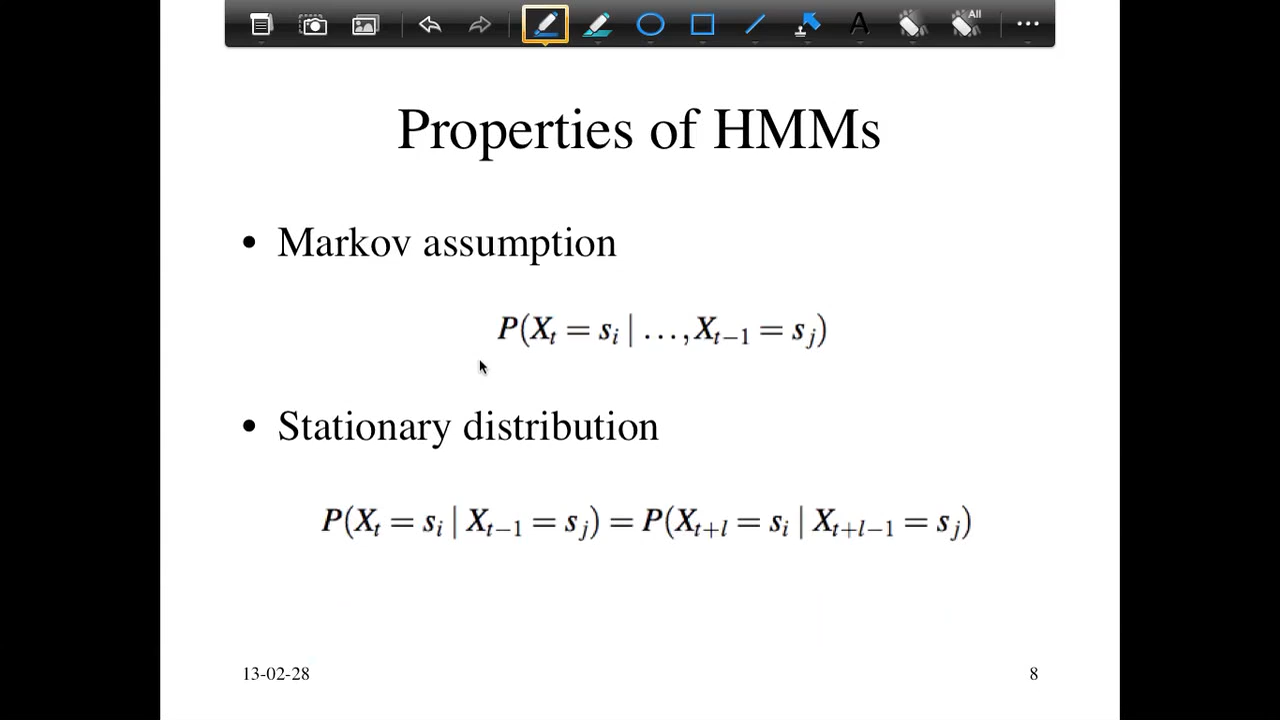 A
All
Properties of HMMs
• Markov assumption
P(X_t = s_i | ..., X_{t-1} = s_j)
• Stationary distribution
P(X_t = s_i | X_{t-1} = s_j) = P(X_{t+l} = s_i | X_{t+l-1} = s_j)
13-02-28
8